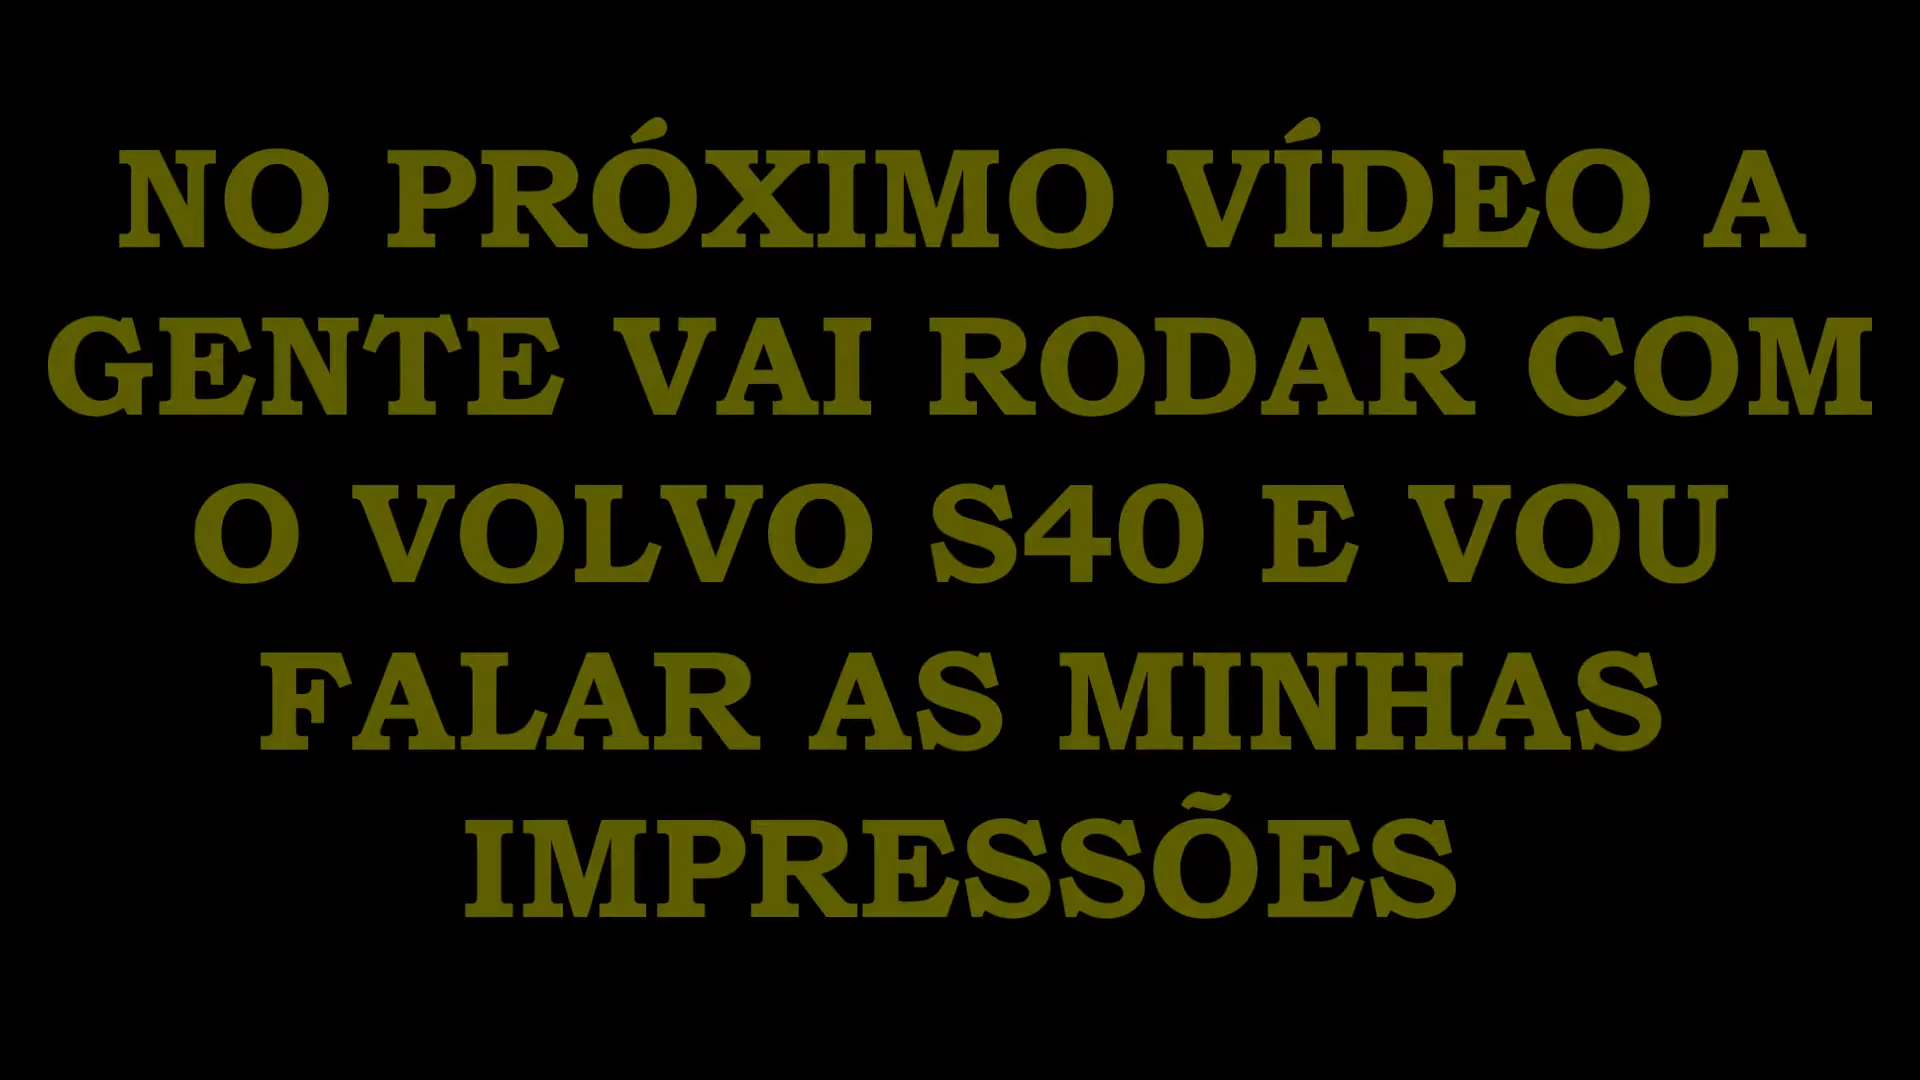 NO PRÓXIMO VÍDEO A
GENTE VAI RODAR COM
O VOLVO S40 E VOU
FALAR AS MINHAS
IMPRESSÕES